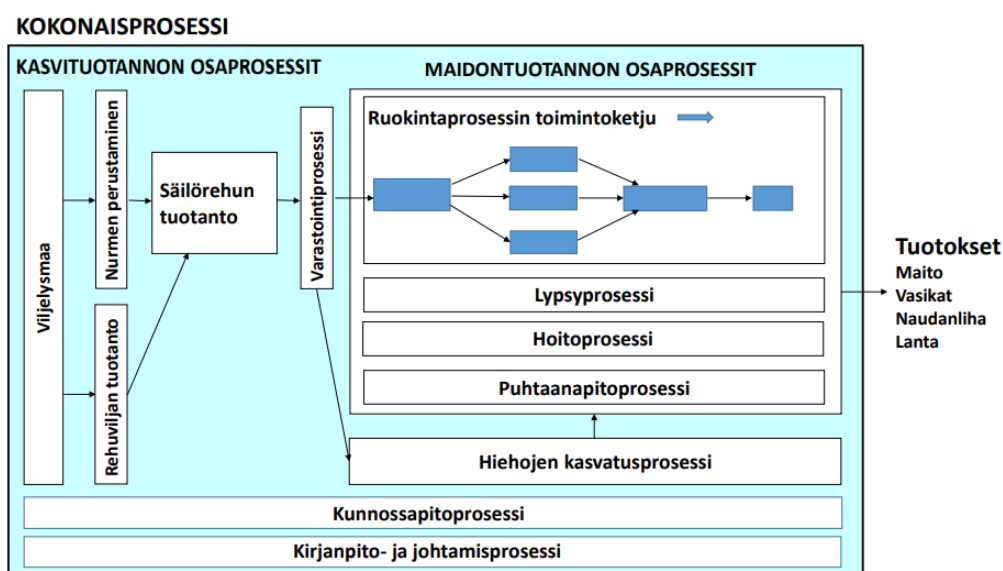 KOKONAISPROSESSI
KASVITUOTANNON OSAPROSESSIT
MAIDONTUOTANNON OSAPROSESSIT
Viljelysmaa
Nurmen perustaminen
Rehuviljan tuotanto
Säilörehun
tuotanto
Varastointiprosessi
Ruokintaprosessin toimintoketju
Lypsyprosessi
Hoitoprosessi
Puhtaanapitoprosessi
Hiehojen kasvatusprosessi
Kunnossapitoprosessi
Kirjanpito- ja johtamisprosessi
Tuotokset
Maito
Vasikat
Naudanliha
Lanta